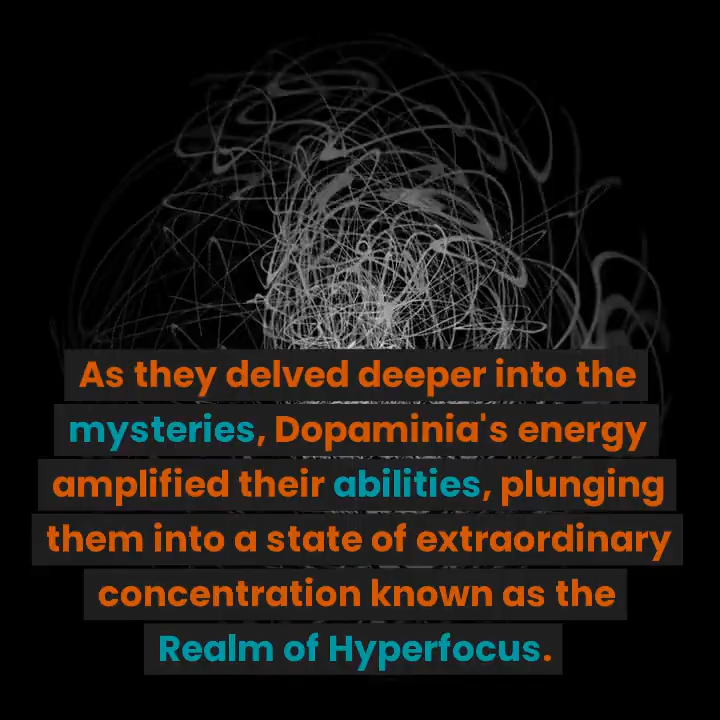 As they delved deeper into the
mysteries, Dopaminia's energy
amplified their abilities, plunging
them into a state of extraordinary
concentration known as the
Realm of Hyperfocus.